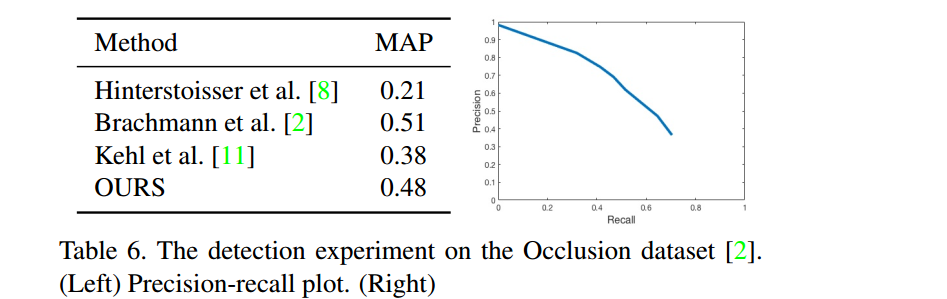 Method MAP
Hinterstoisser et al. [8] 0.21
Brachmann et al. [2] 0.51
Kehl et al. [11] 0.38
OURS 0.48
1
0.9
0.8
0.7
0.6
0.5
0.4
0.3
0.2
0.1
0
Precision
0 0.2 0.4 0.6 0.8 1
Recall
Table 6. The detection experiment on the Occlusion dataset [2].
(Left) Precision-recall plot. (Right)